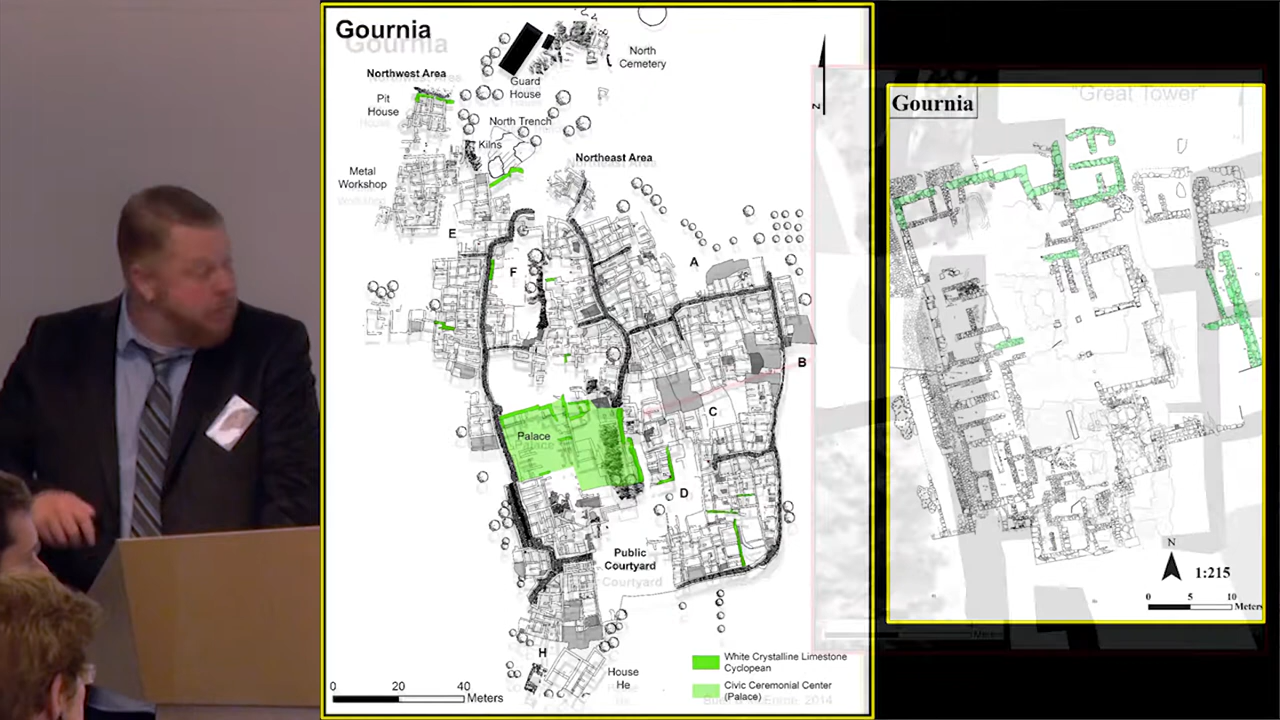 Gournia
North
Cemetery
Guard
House
Northwest Area
Pit
House
North Trench
Kilns
Northeast Area
Metal
Workshop
E
F
A
B
C
D
Palace
Public
Courtyard
H
House
He
N
0 20 40 Meters
White Crystalline Limestone
Cyclopean
Civic Ceremonial Center
(Palace)
Gournia
"Great Tower"
N
1:215
0 5 10
Meters